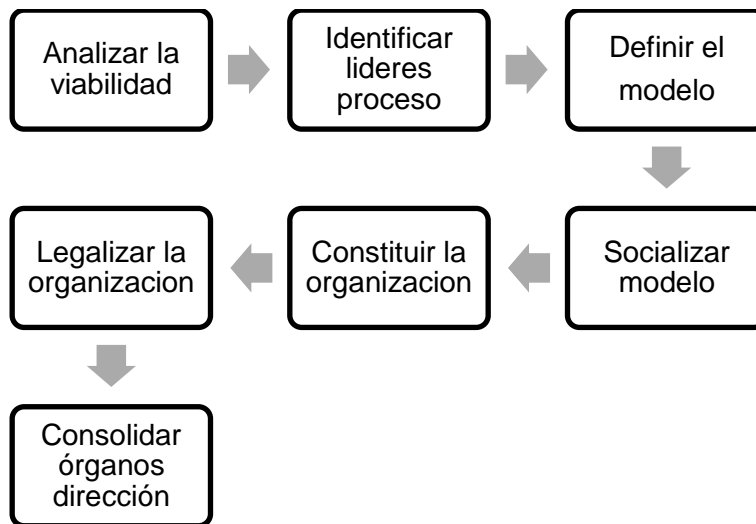 Analizar la
viabilidad
Identificar
lideres
proceso
Definir el
modelo
Socializar
modelo
Constituir la
organizacion
Legalizar la
organizacion
Consolidar
órganos
dirección